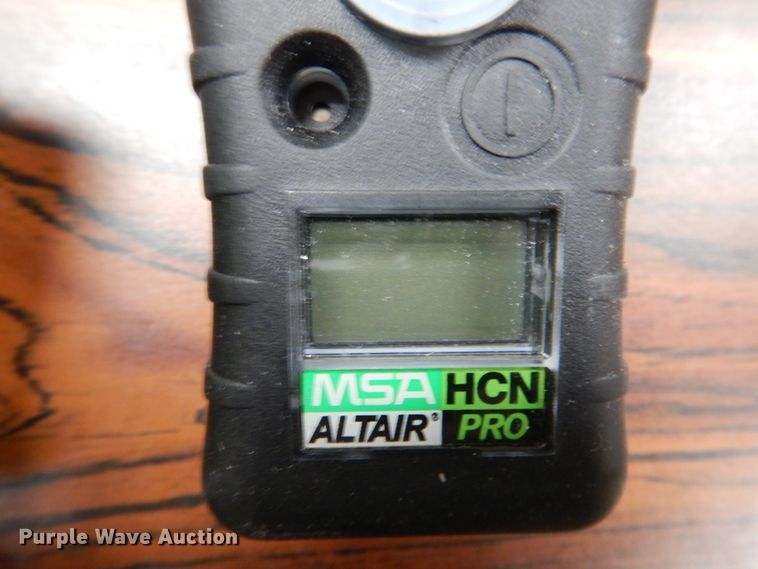 MSA HCN
ALTAIR® PRO
Purple Wave Auction